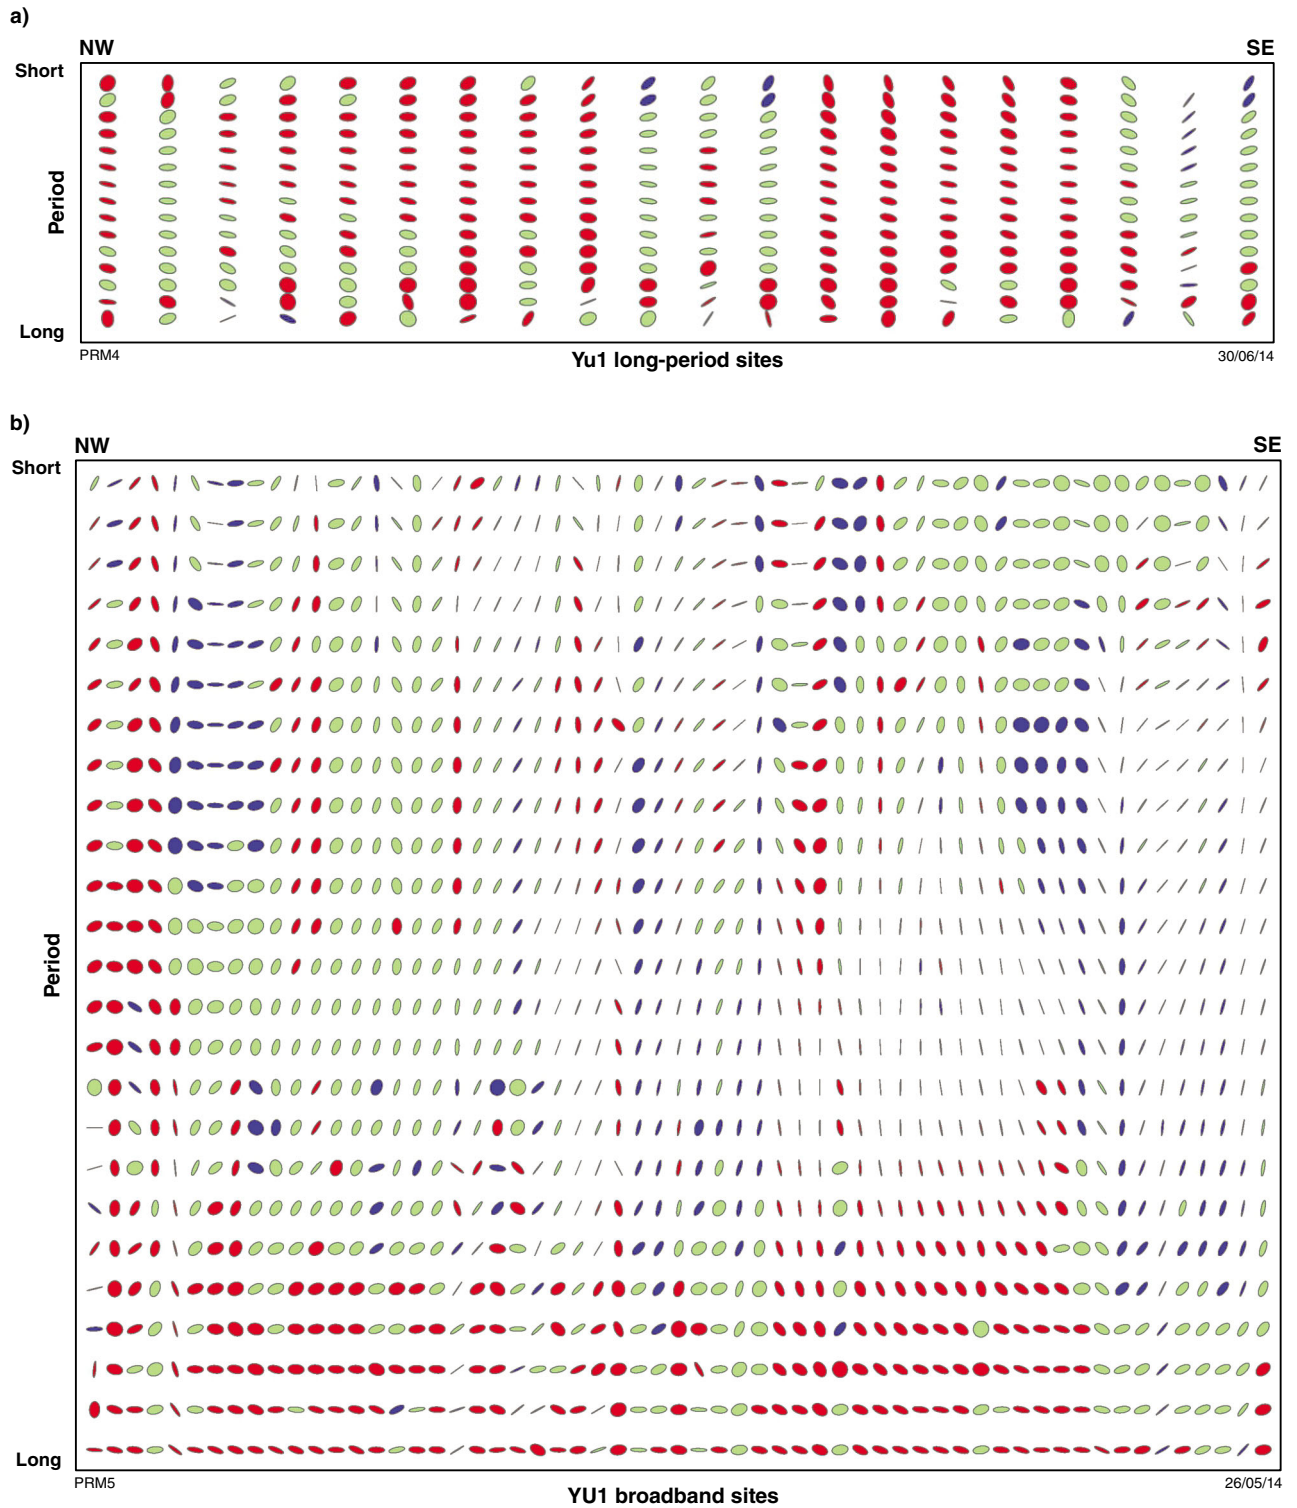 a)
NW SE
Short
Period
Long
PRM4 Yu1 long-period sites 30/06/14
b)
NW SE
Short
Period
Long
PRM5 YU1 broadband sites 26/05/14